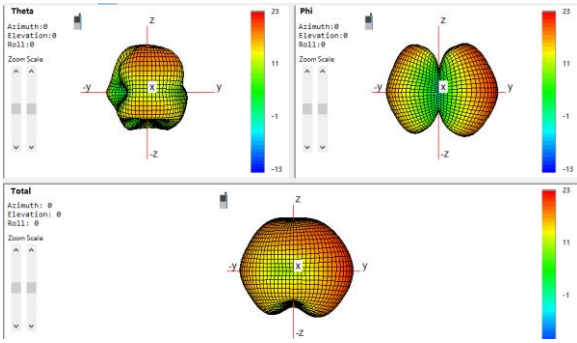 Theta
Azimuth:0
Elevation:0
Roll:0
Zoom Scale
z
-y
x
y
-z
23
11
-1
-13
Phi
Azimuth:0
Elevation:0
Roll:0
Zoom Scale
z
-y
x
y
-z
23
11
-1
-13
Total
Azimuth: 0
Elevation: 0
Roll: 0
Zoom Scale
z
-y
x
y
-z
23
11
-1